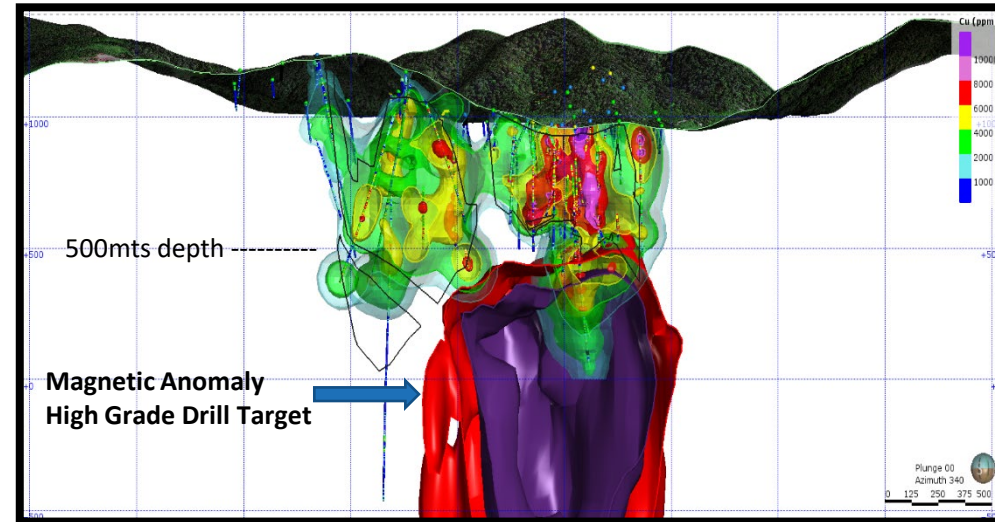 Cu (ppm
1000
8000
6000
4000
2000
1000
+1000
500mts depth
+500
Magnetic Anomaly
High Grade Drill Target
+0
Plunge 00
Azimuth 340
0 125 250 375 500